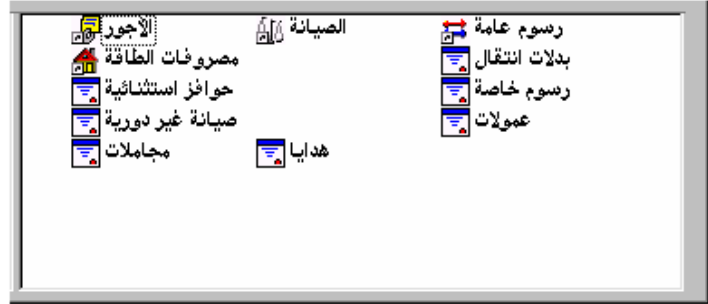 رسوم عامة الصيانة الأجور
بدلات انتقال مصروفات الطاقة
رسوم خاصة حوافز استثنائية
عمولات صيانة غير دورية
هدايا مجاملات